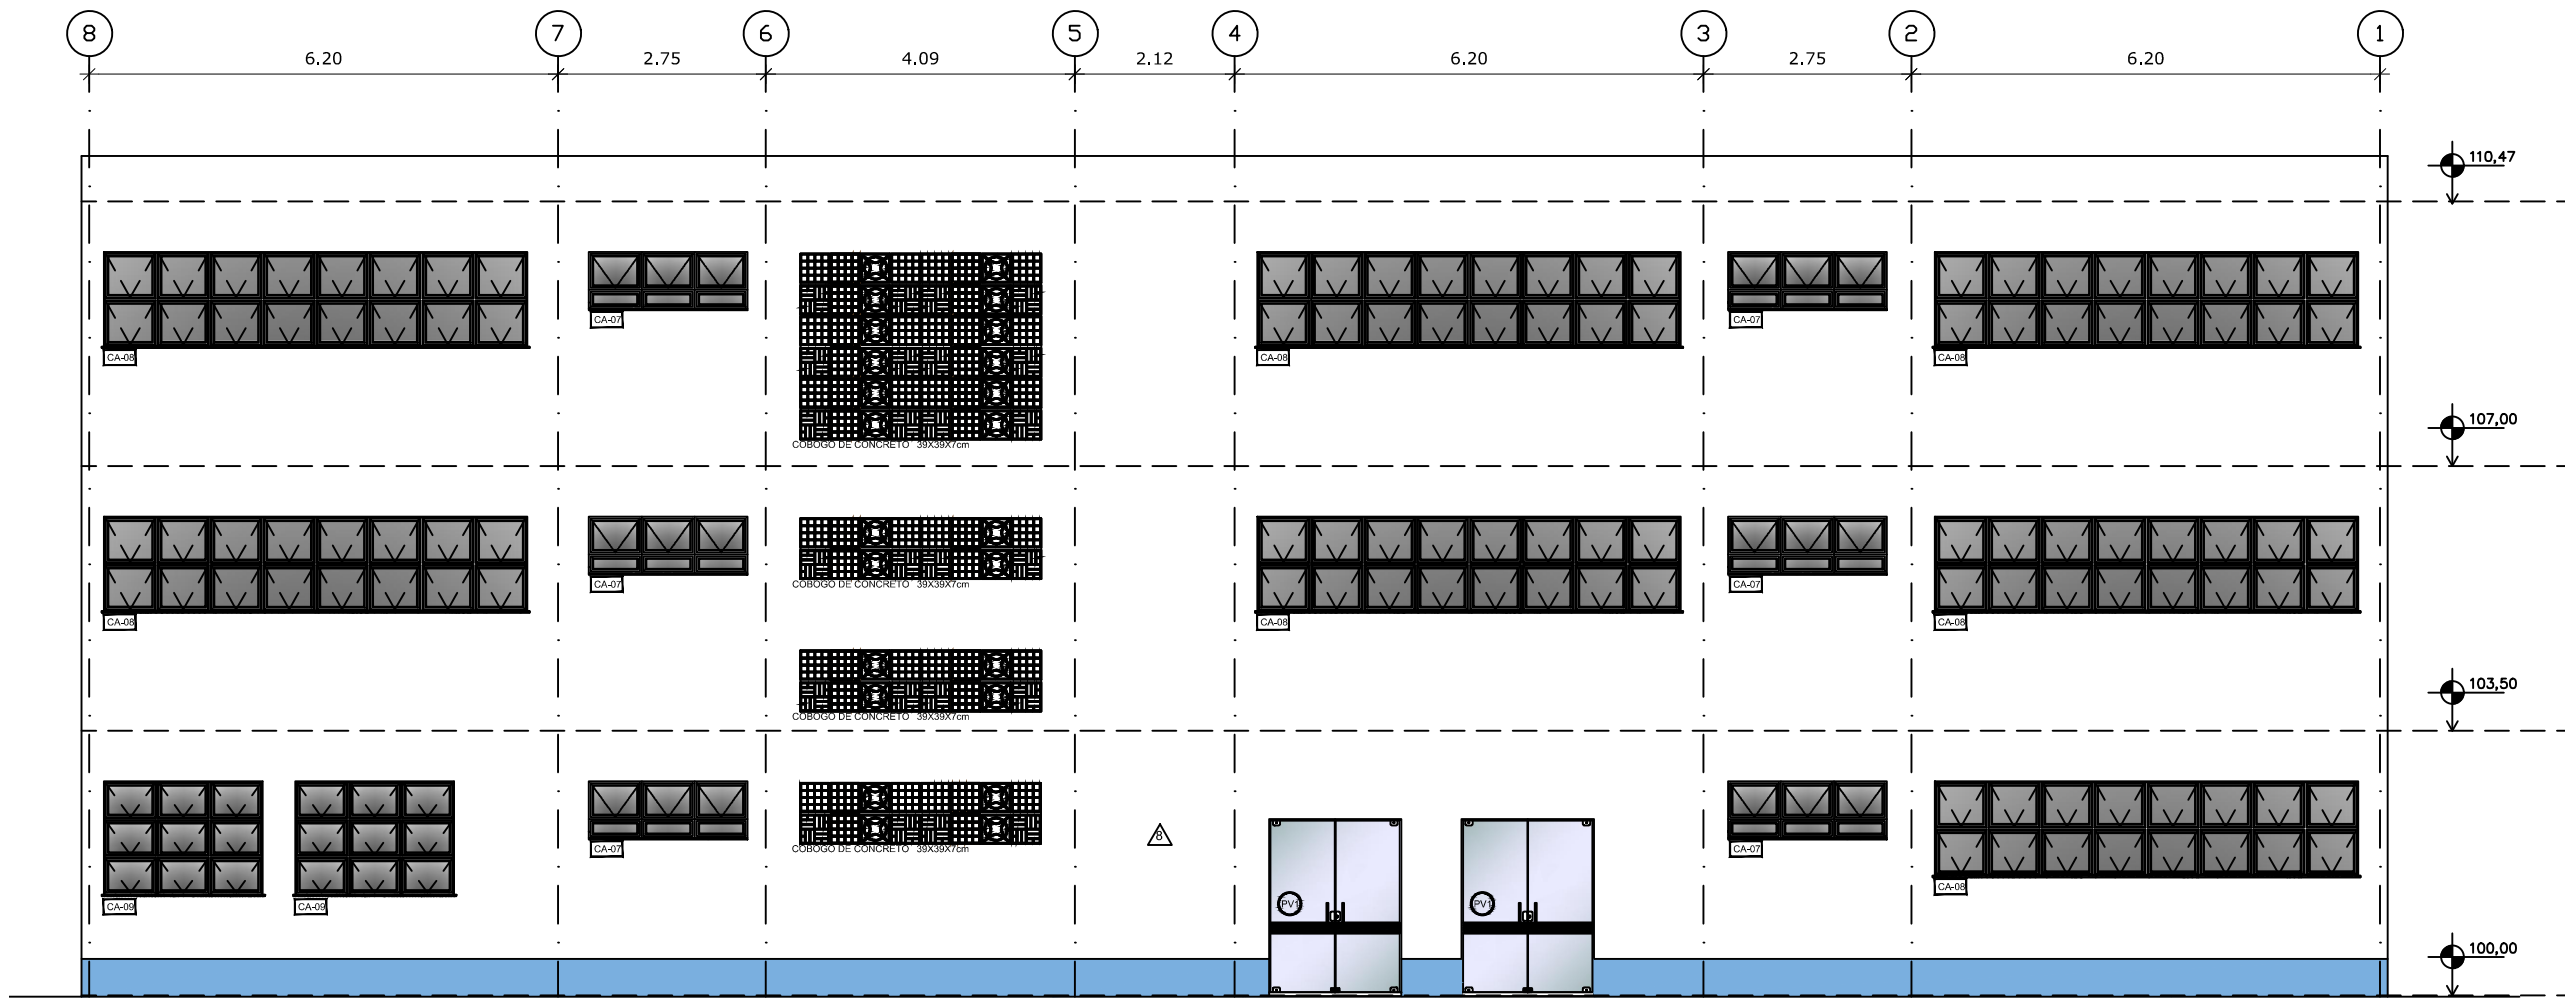 8 7 6 5 4 3 2 1
6.20 2.75 4.09 2.12 6.20 2.75 6.20
110,47
CA-07 CA-07
CA-08 CA-08 CA-08
107,00
COBOGO DE CONCRETO 39X39X7cm
CA-07 CA-07
COBOGO DE CONCRETO 39X39X7cm
CA-08 CA-08 CA-08
103,50
COBOGO DE CONCRETO 39X39X7cm
8
CA-07 CA-07
COBOGO DE CONCRETO 39X39X7cm
CA-08
CA-09 CA-09 PV1 PV1
100,00